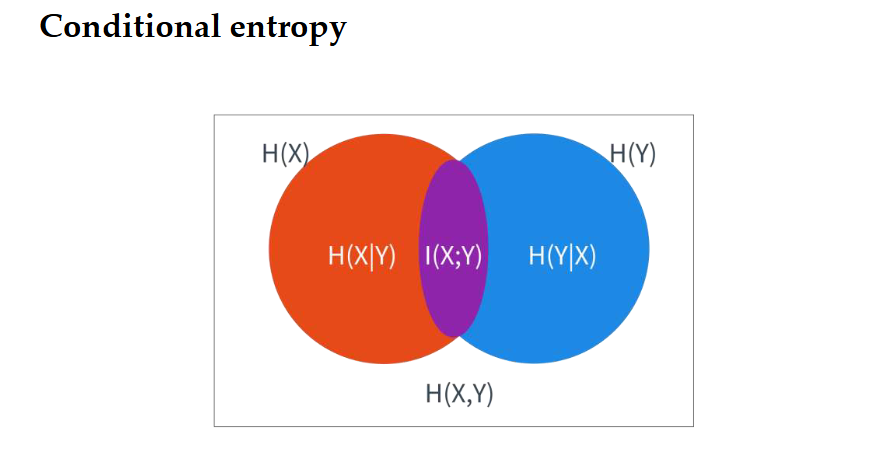 Conditional entropy
H(X)
H(Y)
H(X|Y)
I(X;Y)
H(Y|X)
H(X,Y)